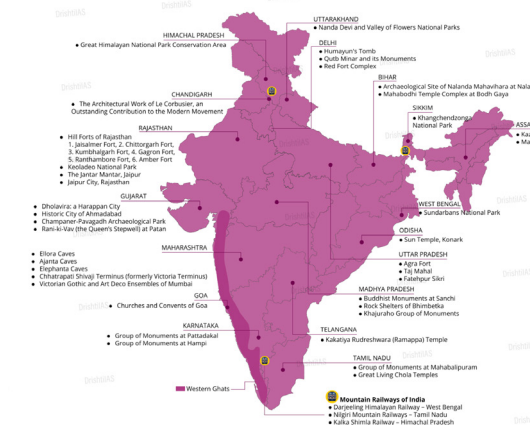 DrishtiIAS
HIMACHAL PRADESH
Great Himalayan National Park Conservation Area
UTTARAKHAND
Nanda Devi and Valley of Flowers National Parks
DELHI
Humayun's Tomb
Qutb Minar and its Monuments
Red Fort Complex
BIHAR
Archaeological Site of Nalanda Mahavihara at
Mahabodhi Temple Complex at Bodh Gaya
CHANDIGARH
The Architectural Work of Le Corbusier, an
Outstanding Contribution to the Modern Movement
SIKKIM
Khangchendzonga
National Park
RAJASTHAN
Hill Forts of Rajasthan
1. Jaisalmer Fort, 2. Chittorgarh Fort,
3. Kumbhalgarh Fort, 4. Gagron Fort,
5, Ranthambore Fort, 6. Amber Fort
Keoladeo National Park
The Jantar Mantar, Jaipur
Jaipur City, Rajasthan
GUJARAT
Dholavira: a Harappan City
Historic City of Ahmadabad
Champaner-Pavagadh Archaeological Park
Rani-ki-Vav (the Queen's Stepwell) at Patan
WEST BENGAL
Sundarbans National Park
ODISHA
Sun Temple, Konark
MAHARASHTRA
Ellora Caves
Ajanta Caves
Elephanta Caves
Chhatrapati Shivaji Terminus (formerly Victoria Terminus)
Victorian Gothic and Art Deco Ensembles of Mumbai
UTTAR PRADESH
Agra Fort
Taj Mahal
Fatehpur Sikri
MADHYA PRADESH
Buddhist Monuments at Sanchi
Rock Shelters of Bhimbetka
Khajuraho Group of Monuments
GOA
Churches and Convents of Goa
KARNATAKA
Group of Monuments at Pattadakal
Group of Monuments at Hampi
TELANGANA
Kakatiya Rudreshwara (Ramappa) Temple
TAMIL NADU
Group of Monuments at Mahabalipuram
Great Living Chola Temples
Western Ghats
Mountain Railways of India
Darjeeling Himalayan Railway – West Bengal
Nilgiri Mountain Railways – Tamil Nadu
Kalka Shimla Railway – Himachal Pradesh